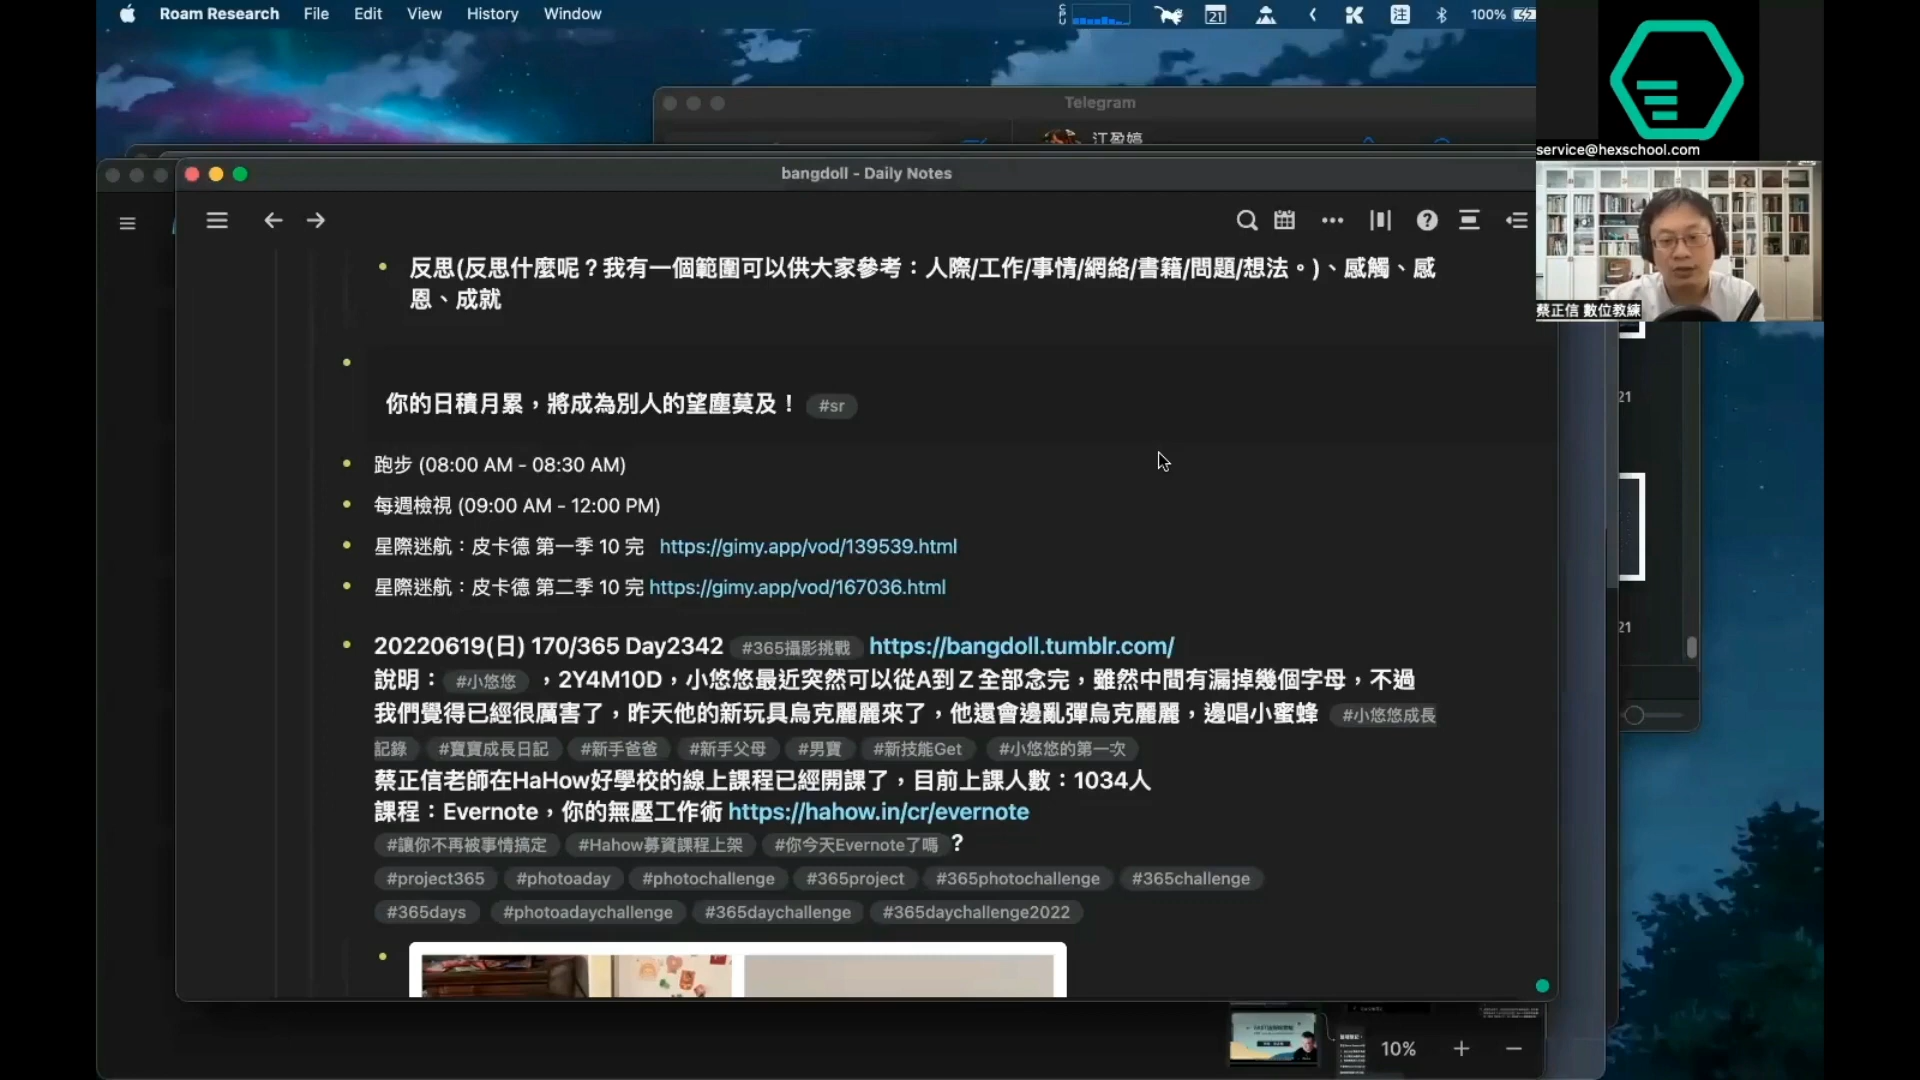 Roam Research File Edit View History Window
21
注
100%
Telegram
江盈嫻
service@hexschool.com
蔡正信 數位教練
bangdoll - Daily Notes
反思(反思什麼呢？我有一個範圍可以供大家參考：人際/工作/事情/網絡/書籍/問題/想法。)、感觸、感
恩、成就
你的日積月累，將成為別人的望塵莫及！ #sr
跑步 (08:00 AM - 08:30 AM)
每週檢視 (09:00 AM - 12:00 PM)
星際迷航：皮卡德 第一季 10 完 https://gimy.app/vod/139539.html
星際迷航：皮卡德 第二季 10 完 https://gimy.app/vod/167036.html
20220619(日) 170/365 Day2342 #365攝影挑戰 https://bangdoll.tumblr.com/
說明： #小悠悠 ，2Y4M10D，小悠悠最近突然可以從A到Z全部念完，雖然中間有漏掉幾個字母，不過
我們覺得已經很厲害了，昨天他的新玩具烏克麗麗來了，他還會邊亂彈烏克麗麗，邊唱小蜜蜂 #小悠悠成長
記錄 #寶寶成長日記 #新手爸爸 #新手父母 #男寶 #新技能Get #小悠悠的第一次
蔡正信老師在HaHow好學校的線上課程已經開課了，目前上課人數：1034人
課程：Evernote，你的無壓工作術 https://hahow.in/cr/evernote
#讓你不再被事情搞定 #Hahow募資課程上架 #你今天Evernote了嗎 ?
#project365 #photoaday #photochallenge #365project #365photochallenge #365challenge
#365days #photoadaychallenge #365daychallenge #365daychallenge2022
21
21
10% + −